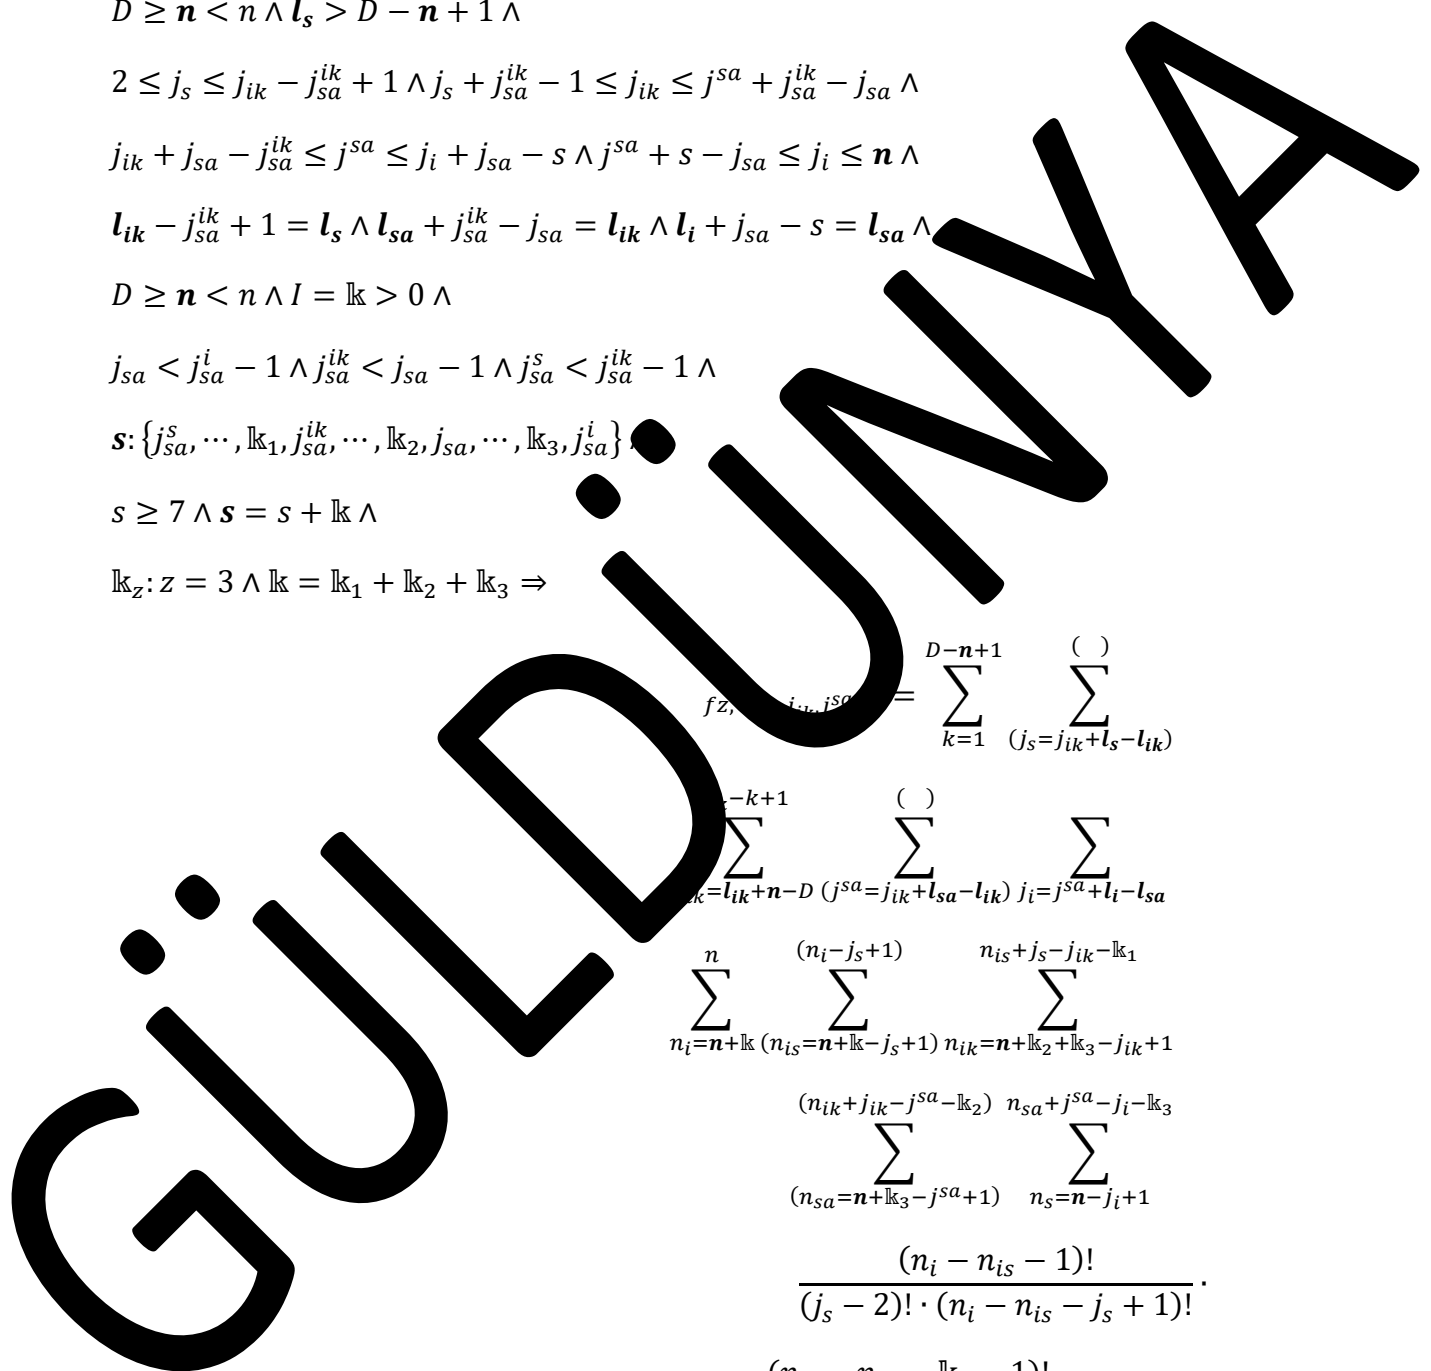 D ≥ 𝒏 < n ∧ 𝒍_𝒔 > D − 𝒏 + 1 ∧
2 ≤ j_s ≤ j_{ik} − j_{sa}^{ik} + 1 ∧ j_s + j_{sa}^{ik} − 1 ≤ j_{ik} ≤ j^{sa} + j_{sa}^{ik} − j_{sa} ∧
j_{ik} + j_{sa} − j_{sa}^{ik} ≤ j^{sa} ≤ j_i + j_{sa} − s ∧ j^{sa} + s − j_{sa} ≤ j_i ≤ 𝒏 ∧
𝒍_{𝒊𝒌} − j_{sa}^{ik} + 1 = 𝒍_𝒔 ∧ 𝒍_{𝒔𝒂} + j_{sa}^{ik} − j_{sa} = 𝒍_{𝒊𝒌} ∧ 𝒍_𝒊 + j_{sa} − s = 𝒍_{𝒔𝒂} ∧
D ≥ 𝒏 < n ∧ I = 𝕜 > 0 ∧
j_{sa} < j_{sa}^i − 1 ∧ j_{sa}^{ik} < j_{sa} − 1 ∧ j_{sa}^s < j_{sa}^{ik} − 1 ∧
𝒔: {j_{sa}^s, ⋯, 𝕜_1, j_{sa}^{ik}, ⋯, 𝕜_2, j_{sa}, ⋯, 𝕜_3, j_{sa}^i}
s ≥ 7 ∧ 𝒔 = s + 𝕜 ∧
𝕜_z: z = 3 ∧ 𝕜 = 𝕜_1 + 𝕜_2 + 𝕜_3 ⇒
fz, j_{ik}, j^{sa} = ∑_{k=1}^{D−𝒏+1} ∑_{(j_s=j_{ik}+𝒍_𝒔−𝒍_{𝒊𝒌})}^{( )}
∑_{=𝒍_{𝒊𝒌}+𝒏−D}^{−k+1} ∑_{(j^{sa}=j_{ik}+𝒍_{𝒔𝒂}−𝒍_{𝒊𝒌})}^{( )} ∑_{j_i=j^{sa}+𝒍_𝒊−𝒍_{𝒔𝒂}}
∑_{n_i=𝒏+𝕜}^{n} ∑_{(n_{is}=𝒏+𝕜−j_s+1)}^{(n_i−j_s+1)} ∑_{n_{ik}=𝒏+𝕜_2+𝕜_3−j_{ik}+1}^{n_{is}+j_s−j_{ik}−𝕜_1}
∑_{(n_{sa}=𝒏+𝕜_3−j^{sa}+1)}^{(n_{ik}+j_{ik}−j^{sa}−𝕜_2)} ∑_{n_s=𝒏−j_i+1}^{n_{sa}+j^{sa}−j_i−𝕜_3}
(n_i − n_{is} − 1)!
(j_s − 2)! · (n_i − n_{is} − j_s + 1)! ·
GÜLDÜNYA